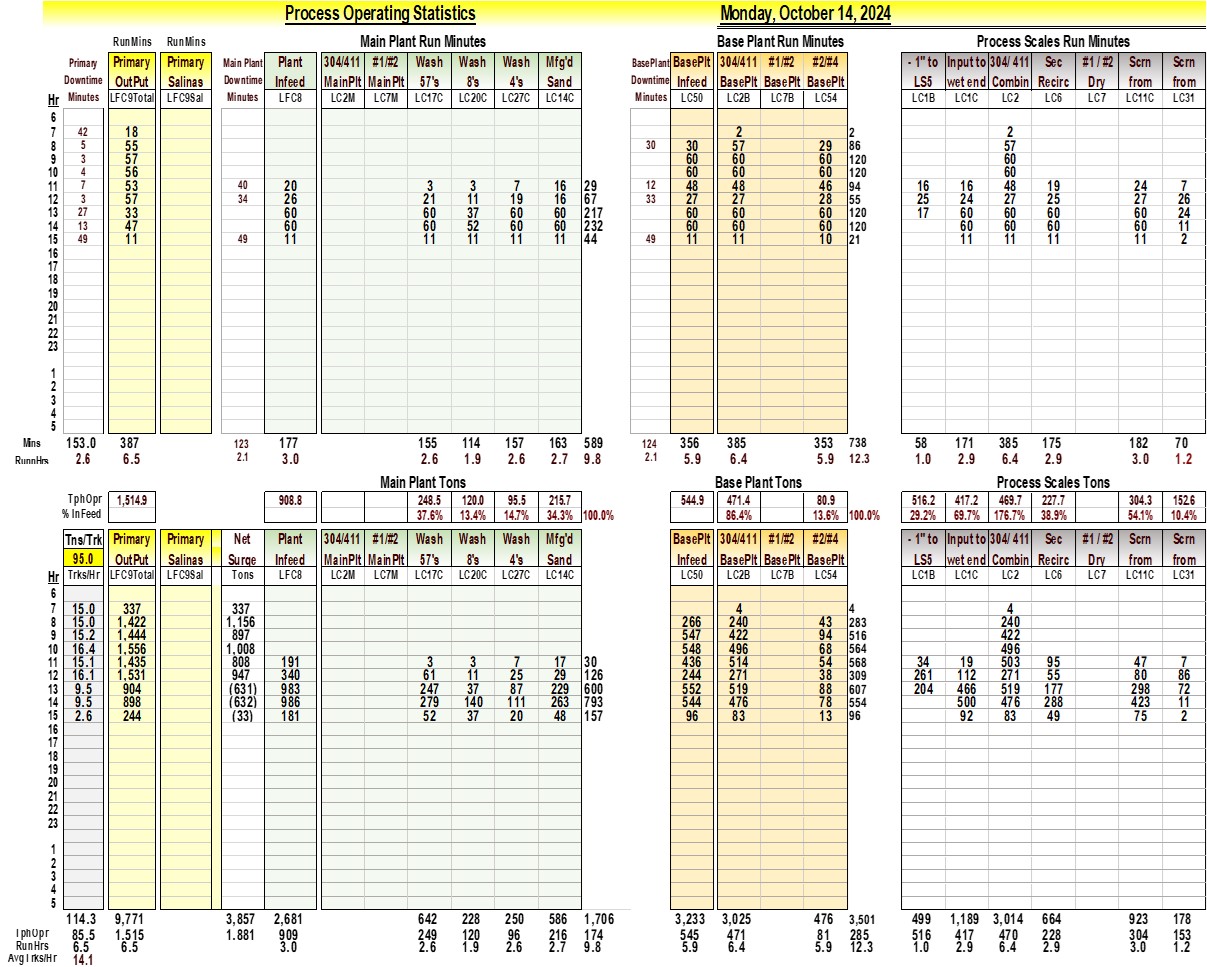 Process Operating Statistics Monday, October 14, 2024
RunMins RunMins Main Plant Run Minutes Base Plant Run Minutes Process Scales Run Minutes
Primary Primary Primary Main Plant Plant 304/411 #1/#2 Wash Wash Wash Mfg'd BasePlant BasePlt 304/411 #1/#2 #2/#4 - 1" to Input to 304/ 411 Sec #1 / #2 Scrn Scrn
Downtime OutPut Salinas Downtime Infeed MainPlt MainPlt 57's 8's 4's Sand Downtime Infeed BasePlt BasePlt BasePlt LS5 wet end Combin Recirc Dry from from
Hr Minutes LFC9Total LFC9Sal Minutes LFC8 LC2M LC7M LC17C LC20C LC27C LC14C Minutes LC50 LC2B LC7B LC54 LC1B LC1C LC2 LC6 LC7 LC11C LC31
6
7 42 18 2 2 2
8 5 55 30 30 57 29 86 57
9 3 57 60 60 60 120 60
10 4 56 60 60 60 120 60
11 7 53 40 20 3 3 7 16 29 12 48 48 46 94 16 16 48 19 24 7
12 3 57 34 26 21 11 19 16 67 33 27 27 28 55 25 24 27 25 27 26
13 27 33 60 60 37 60 60 217 60 60 60 120 17 60 60 60 60 24
14 13 47 60 60 52 60 60 232 60 60 60 120 60 60 60 60 11
15 49 11 49 11 11 11 11 11 44 49 11 11 10 21 11 11 11 11 2
16
17
18
19
20
21
22
23
1
2
3
4
5
Mins 153.0 387 123 177 155 114 157 163 589 124 356 385 353 738 58 171 385 175 182 70
RunnHrs 2.6 6.5 2.1 3.0 2.6 1.9 2.6 2.7 9.8 2.1 5.9 6.4 5.9 12.3 1.0 2.9 6.4 2.9 3.0 1.2
Main Plant Tons Base Plant Tons Process Scales Tons
TphOpr 1,514.9 908.8 248.5 120.0 95.5 215.7 544.9 471.4 80.9 516.2 417.2 469.7 227.7 304.3 152.6
% InFeed 37.6% 13.4% 14.7% 34.3% 100.0% 86.4% 13.6% 100.0% 29.2% 69.7% 176.7% 38.9% 54.1% 10.4%
Tns/Trk Primary Primary Net Plant 304/411 #1/#2 Wash Wash Wash Mfg'd BasePlt 304/411 #1/#2 #2/#4 - 1" to Input to 304/ 411 Sec #1 / #2 Scrn Scrn
95.0 OutPut Salinas Surge Infeed MainPlt MainPlt 57's 8's 4's Sand Infeed BasePlt BasePlt BasePlt LS5 wet end Combin Recirc Dry from from
Hr Trks/Hr LFC9Total LFC9Sal Tons LFC8 LC2M LC7M LC17C LC20C LC27C LC14C LC50 LC2B LC7B LC54 LC1B LC1C LC2 LC6 LC7 LC11C LC31
6
7 15.0 337 337 4 4 4
8 15.0 1,422 1,156 266 240 43 283 240
9 15.2 1,444 897 547 422 94 516 422
10 16.4 1,556 1,008 548 496 68 564 496
11 15.1 1,435 808 191 3 3 7 17 30 436 514 54 568 34 19 503 95 47 7
12 16.1 1,531 947 340 61 11 25 29 126 244 271 38 309 261 112 271 55 80 86
13 9.5 904 (631) 983 247 37 87 229 600 552 519 88 607 204 466 519 177 298 72
14 9.5 898 (632) 986 279 140 111 263 793 544 476 78 554 500 476 288 423 11
15 2.6 244 (33) 181 52 37 20 48 157 96 83 13 96 92 83 49 75 2
16
17
18
19
20
21
22
23
1
2
3
4
5
114.3 9,771 3,857 2,681 642 228 250 586 1,706 3,233 3,025 476 3,501 499 1,189 3,014 664 923 178
TphOpr 85.5 1,515 1.881 909 249 120 96 216 174 545 471 81 285 516 417 470 228 304 153
RunHrs 6.5 6.5 3.0 2.6 1.9 2.6 2.7 9.8 5.9 6.4 5.9 12.3 1.0 2.9 6.4 2.9 3.0 1.2
AvgTrks/Hr 14.1